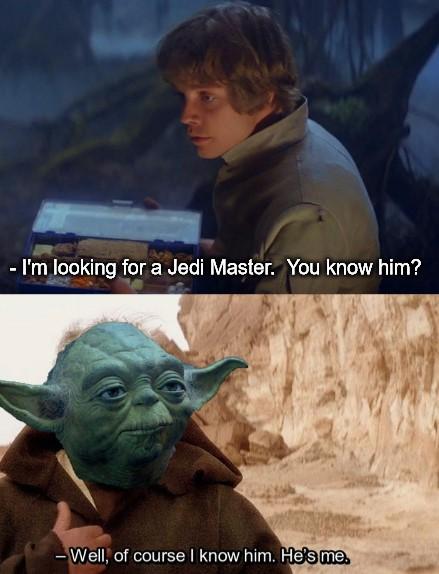 - I'm looking for a Jedi Master. You know him?
– Well, of course I know him. He's me.